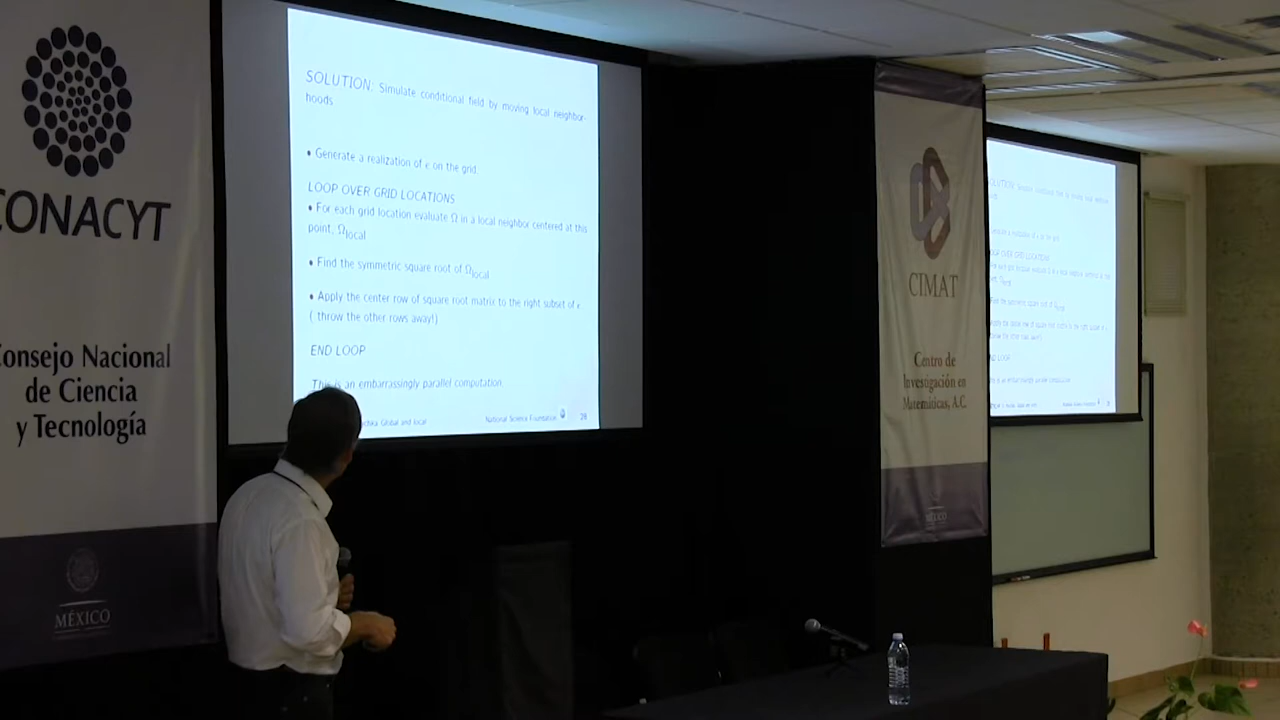 CONACYT
Consejo Nacional
de Ciencia
y Tecnología
MÉXICO
SOLUTION: Simulate conditional field by moving local neighbor-
hoods
• Generate a realization of ϵ on the grid.
LOOP OVER GRID LOCATIONS
• For each grid location evaluate Ω in a local neighbor centered at this
point, Ωlocal
• Find the symmetric square root of Ωlocal
• Apply the center row of square root matrix to the right subset of ϵ
( throw the other rows away!)
END LOOP
This is an embarrassingly parallel computation.
Global and local National Science Foundation 28
CIMAT
Centro de
Investigación en
Matemáticas, A.C.
MÉXICO